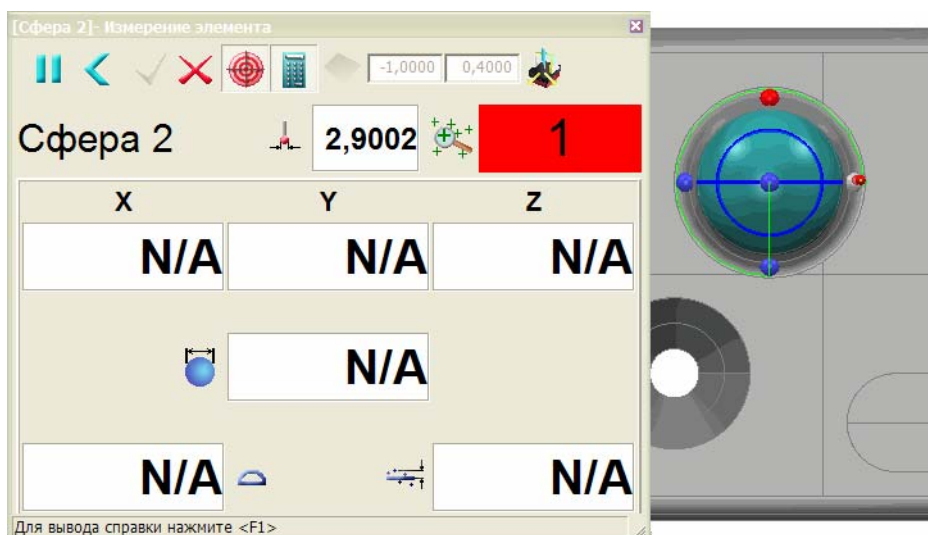 [Сфера 2]- Измерение элемента
-1,0000 0,4000
Сфера 2 2,9002 1
X Y Z
N/A N/A N/A
N/A
N/A N/A
Для вывода справки нажмите <F1>